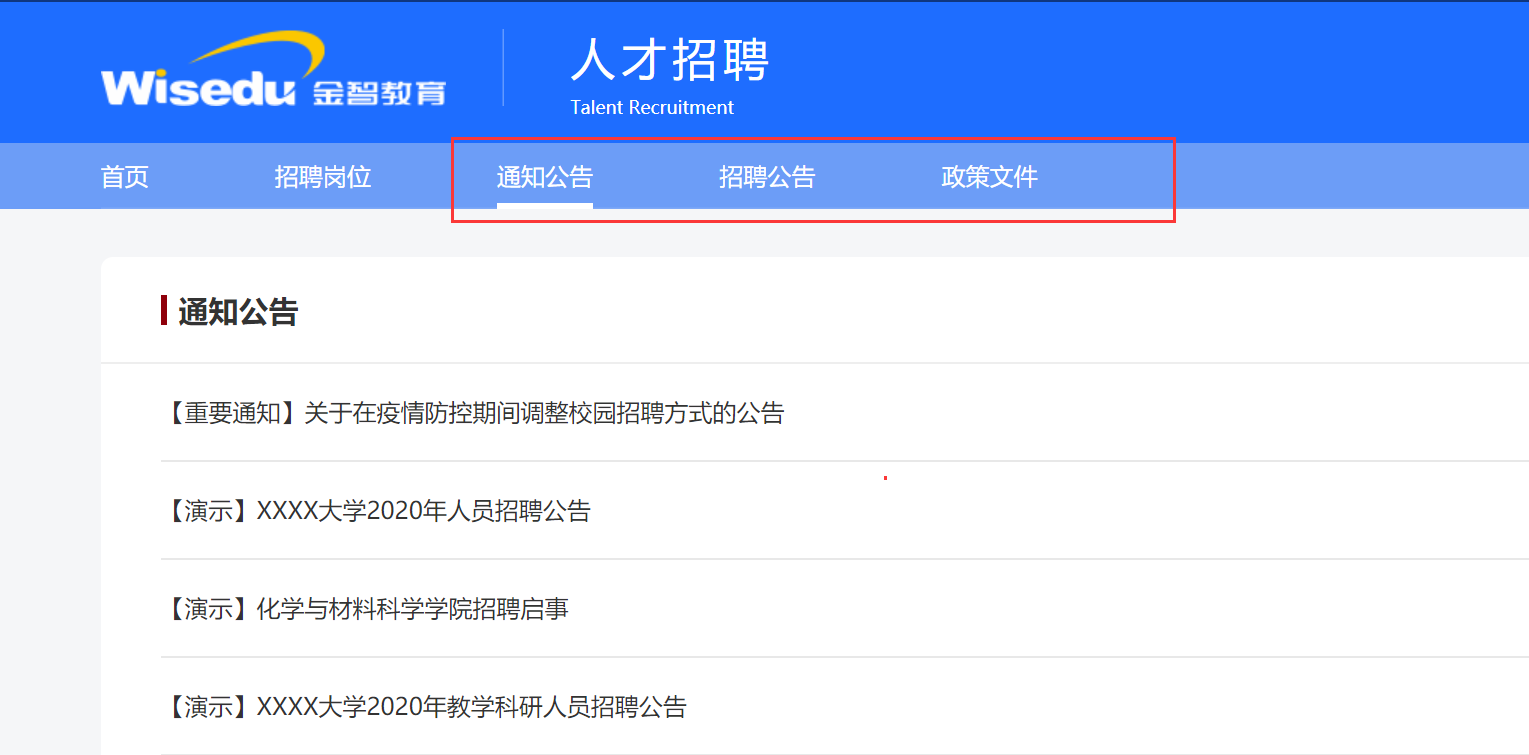 Wisedu 金智教育
人才招聘
Talent Recruitment
首页 招聘岗位 通知公告 招聘公告 政策文件
通知公告
【重要通知】关于在疫情防控期间调整校园招聘方式的公告
【演示】XXXX大学2020年人员招聘公告
【演示】化学与材料科学学院招聘启事
【演示】XXXX大学2020年教学科研人员招聘公告